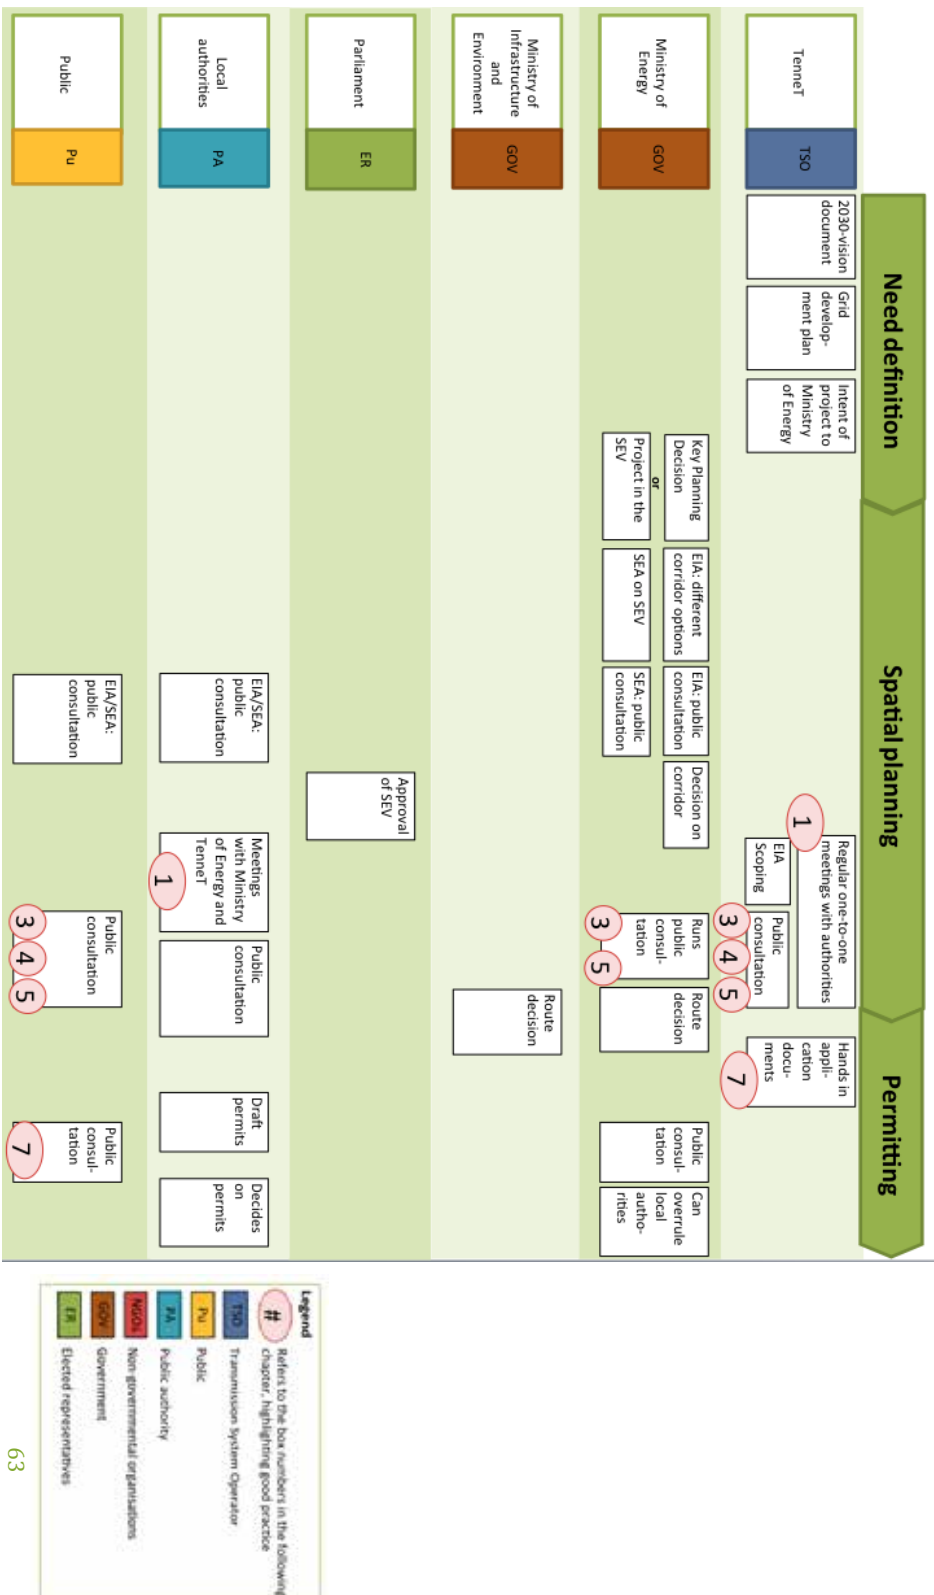 Need definition
Spatial planning
Permitting
TenneT
TSO
2030-vision
document
Grid
develop-
ment plan
Intent of
project to
Ministry
of Energy
1
Regular one-to-one
meetings with authorities
EIA
Scoping
Public
consultation
3
4
5
Hands in
appli-
cation
docu-
ments
7
Ministry of
Energy
GOV
Key Planning
Decision
or
Project in the
SEV
EIA: different
corridor options
SEA on SEV
EIA: public
consultation
SEA: public
consultation
Decision on
corridor
Runs
public
consul-
tation
3
5
Route
decision
Public
consul-
tation
Can
overrule
local
autho-
rities
Ministry of
Infrastructure
and
Environment
GOV
Route
decision
Parliament
ER
Approval
of SEV
Local
authorities
PA
EIA/SEA:
public
consultation
Meetings
with Ministry
of Energy and
TenneT
1
Public
consultation
Draft
permits
Decides
on
permits
Public
Pu
EIA/SEA:
public
consultation
Public
consultation
3
4
5
Public
consul-
tation
7
Legend
# Refers to the box numbers in the following
chapter, highlighting good practice
TSO Transmission System Operator
Pu Public
PA Public authority
NGOs Non-governmental organisations
GOV Government
ER Elected representatives
63